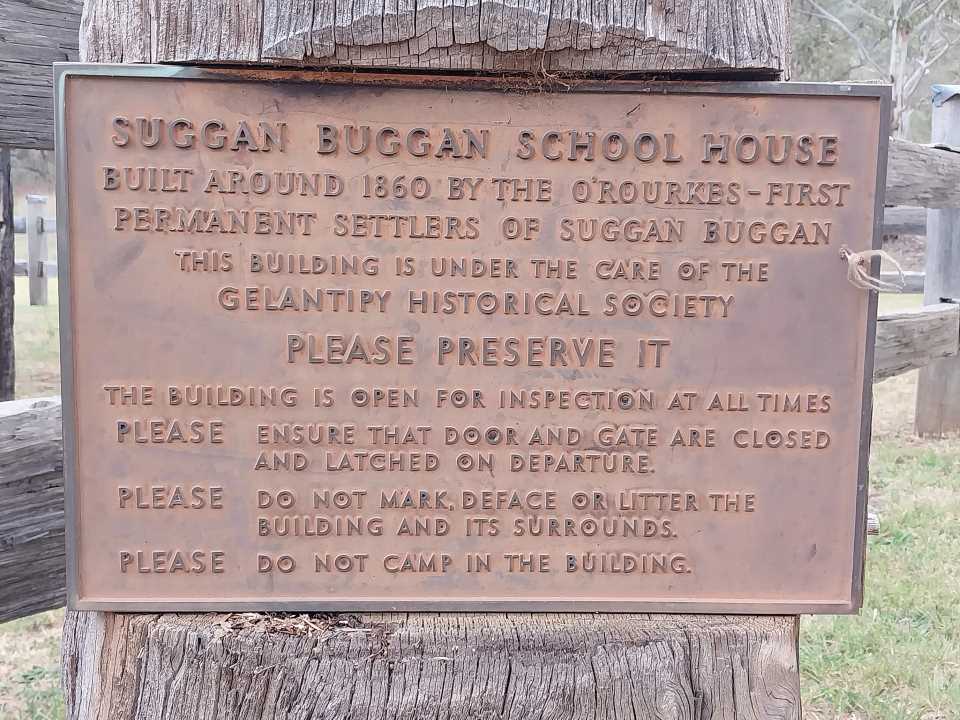 SUGGAN BUGGAN SCHOOL HOUSE
BUILT AROUND 1860 BY THE O'ROURKES-FIRST
PERMANENT SETTLERS OF SUGGAN BUGGAN
THIS BUILDING IS UNDER THE CARE OF THE
GELANTIPY HISTORICAL SOCIETY
PLEASE PRESERVE IT
THE BUILDING IS OPEN FOR INSPECTION AT ALL TIMES
PLEASE ENSURE THAT DOOR AND GATE ARE CLOSED
AND LATCHED ON DEPARTURE.
PLEASE DO NOT MARK, DEFACE OR LITTER THE
BUILDING AND ITS SURROUNDS.
PLEASE DO NOT CAMP IN THE BUILDING.